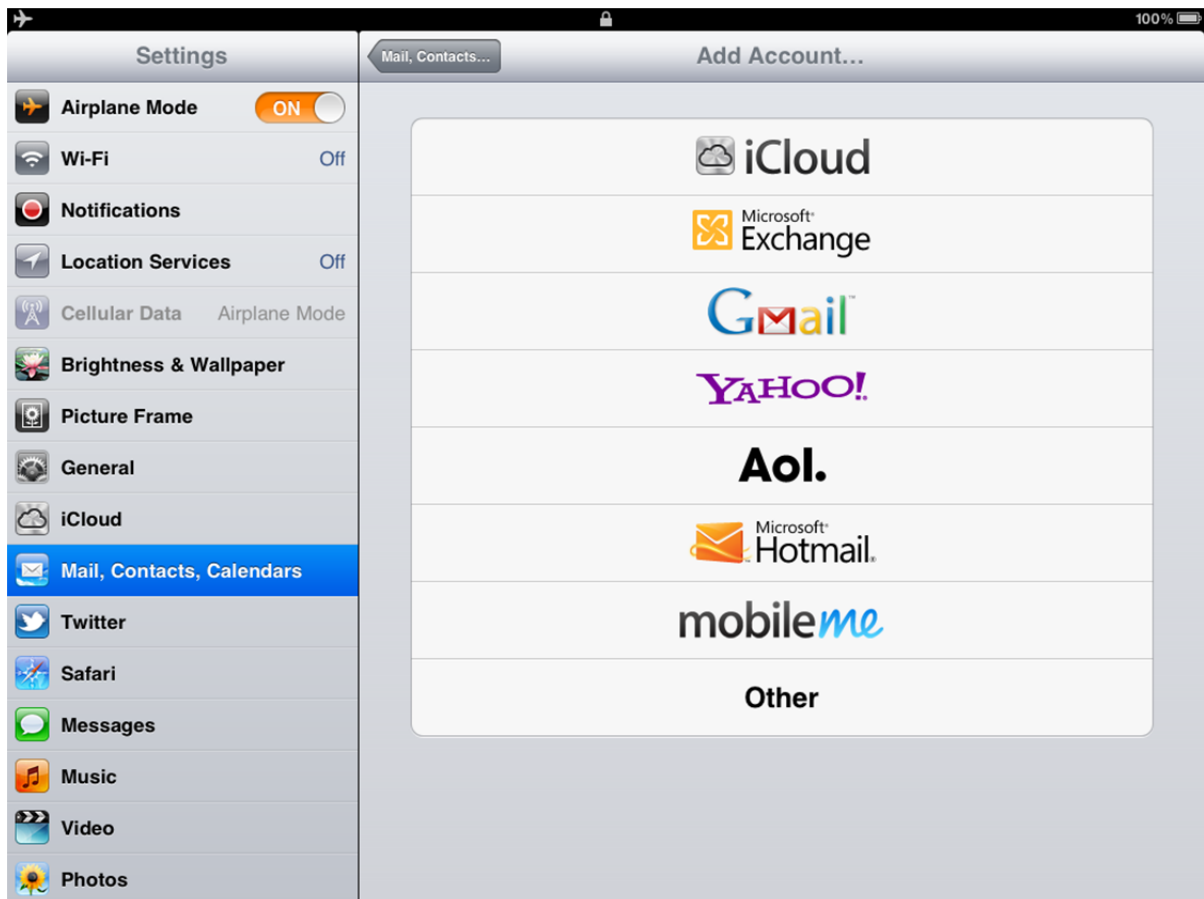 100%
Settings
Mail, Contacts...
Add Account...
Airplane Mode ON
Wi-Fi Off
Notifications
Location Services Off
Cellular Data Airplane Mode
Brightness & Wallpaper
Picture Frame
General
iCloud
Mail, Contacts, Calendars
Twitter
Safari
Messages
Music
Video
Photos
iCloud
Microsoft®
Exchange
Gmail™
YAHOO!®
Aol.
Microsoft®
Hotmail®
mobileme
Other